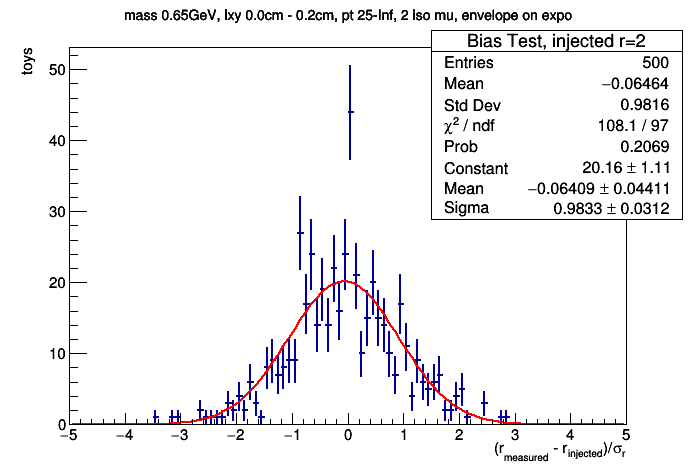 mass 0.65GeV, lxy 0.0cm - 0.2cm, pt 25-Inf, 2 Iso mu, envelope on expo
Bias Test, injected r=2
Entries 500
Mean −0.06464
Std Dev 0.9816
χ² / ndf 108.1 / 97
Prob 0.2069
Constant 20.16 ± 1.11
Mean −0.06409 ± 0.04411
Sigma 0.9833 ± 0.0312
toys
50
40
30
20
10
0
−5 −4 −3 −2 −1 0 1 2 3 4 5
(r_measured - r_injected)/σ_r